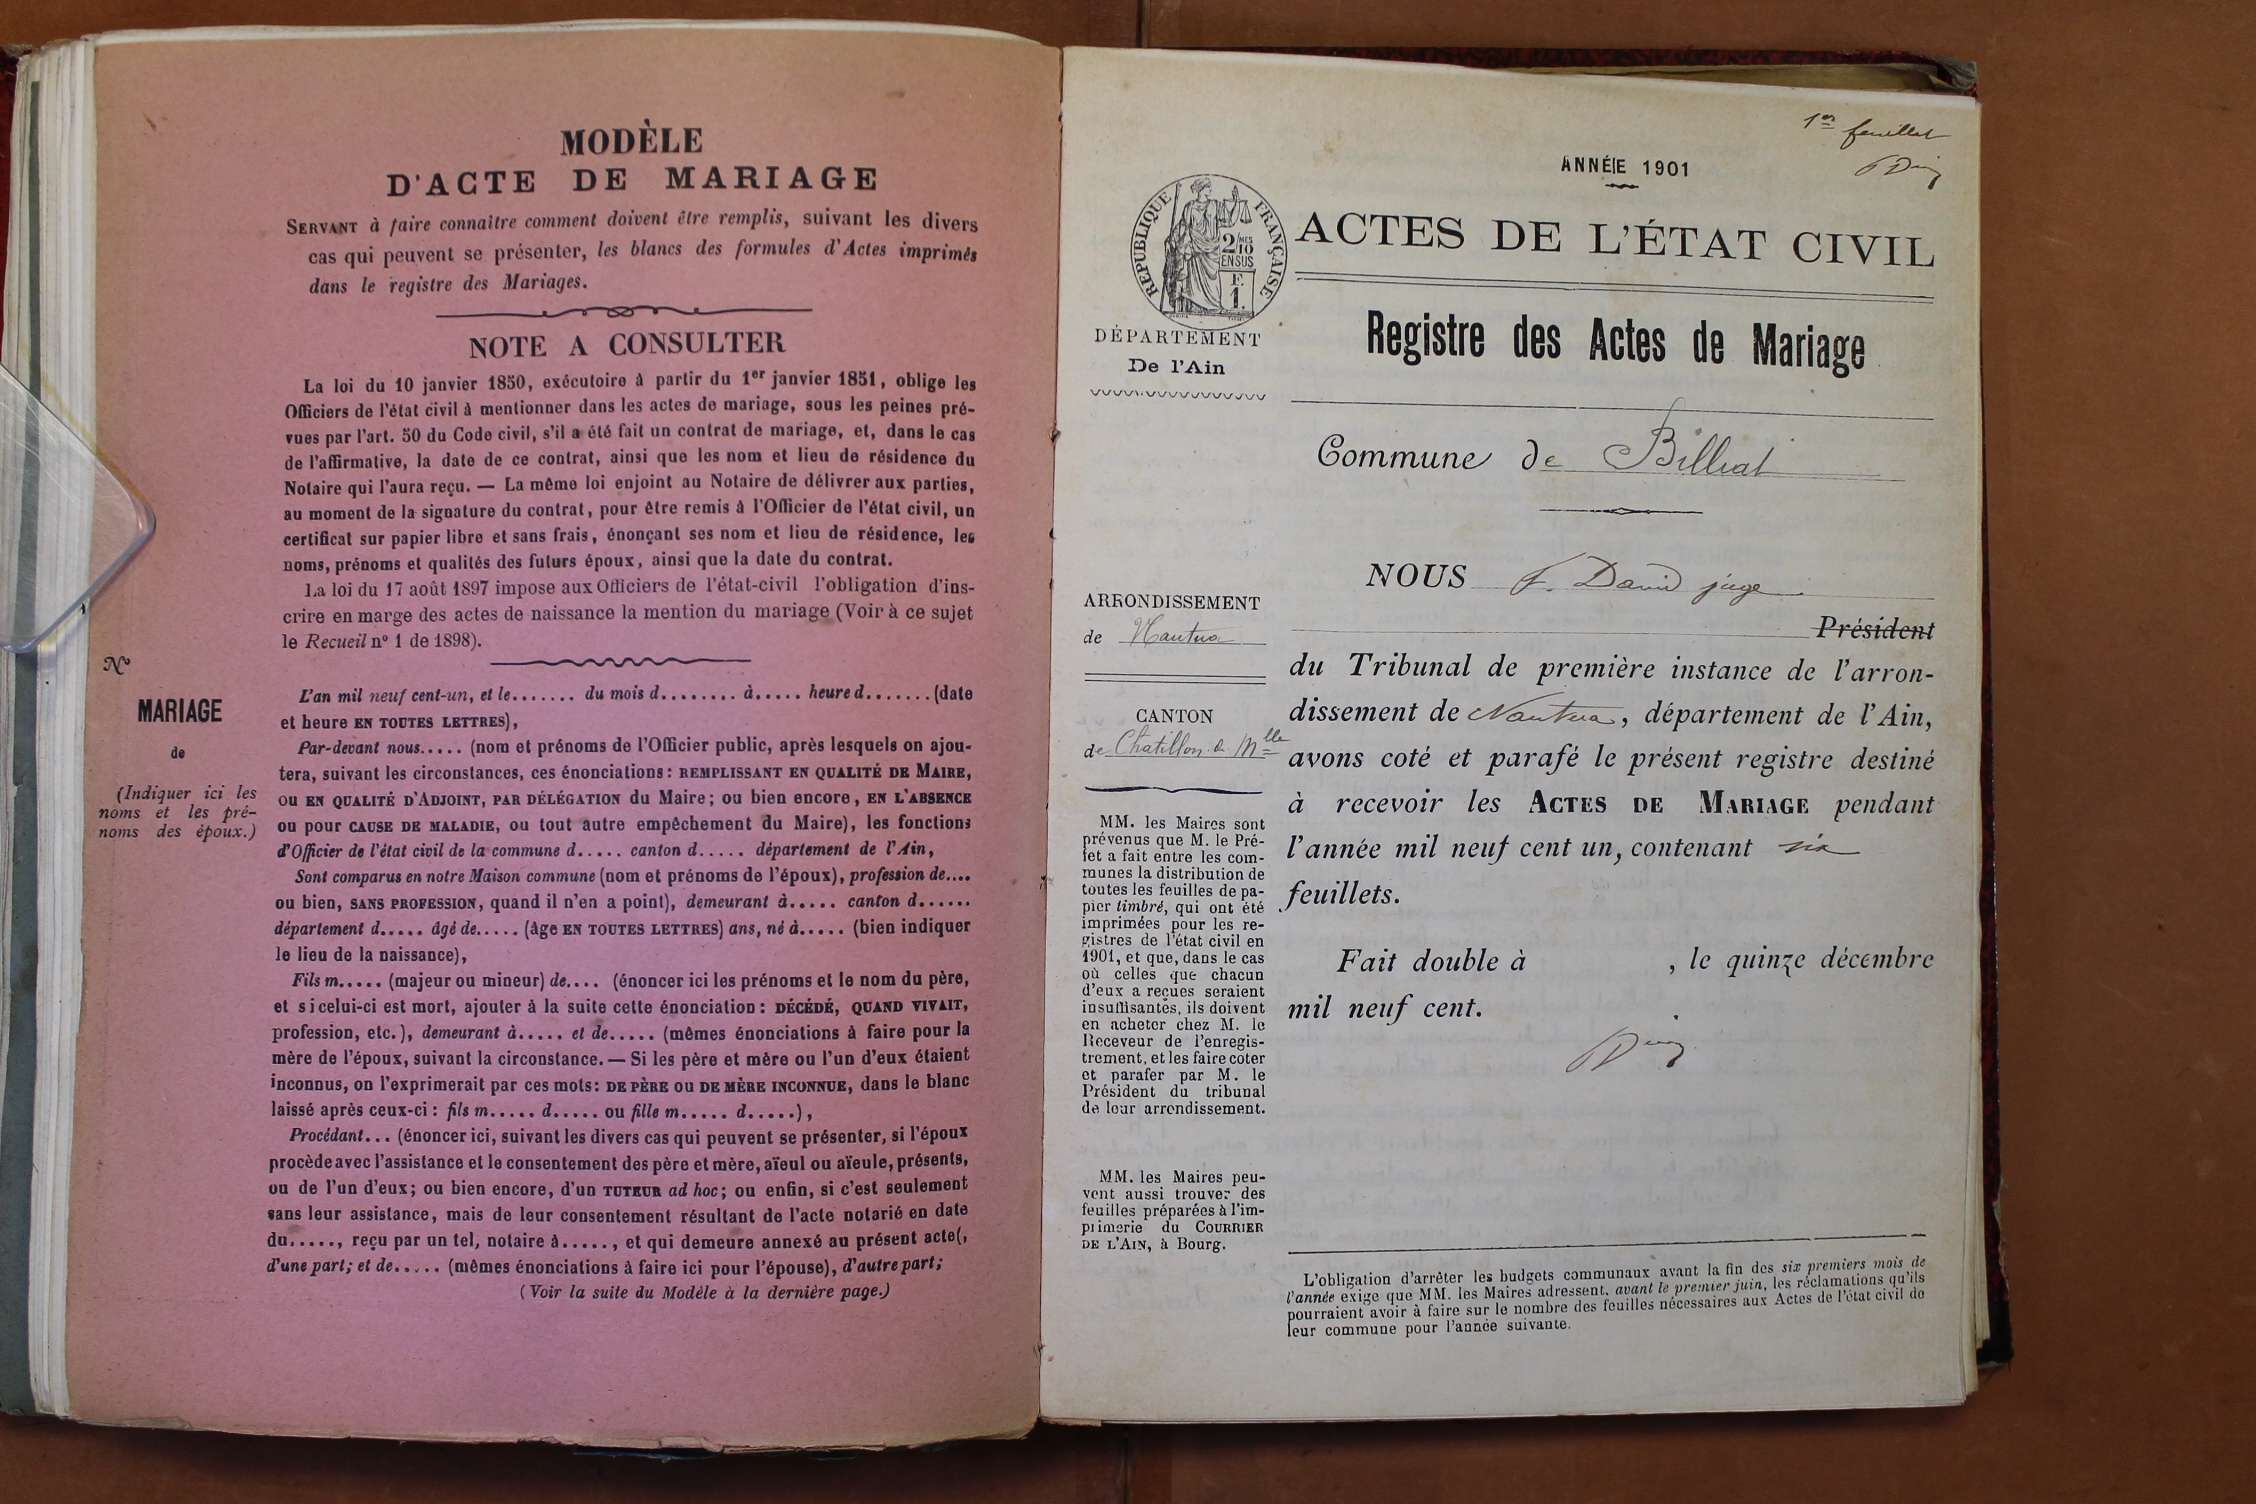 MODÈLE
D'ACTE DE MARIAGE
SERVANT à faire connaître comment doivent être remplis, suivant les divers
cas qui peuvent se présenter, les blancs des formules d'Actes imprimés
dans le registre des Mariages.
NOTE A CONSULTER
La loi du 10 janvier 1850, exécutoire à partir du 1er janvier 1851, oblige les
Officiers de l'état civil à mentionner dans les actes de mariage, sous les peines pré-
vues par l'art. 50 du Code civil, s'il a été fait un contrat de mariage, et, dans le cas
de l'affirmative, la date de ce contrat, ainsi que les nom et lieu de résidence du
Notaire qui l'aura reçu. — La même loi enjoint au Notaire de délivrer aux parties,
au moment de la signature du contrat, pour être remis à l'Officier de l'état civil, un
certificat sur papier libre et sans frais, énonçant ses nom et lieu de résidence, les
noms, prénoms et qualités des futurs époux, ainsi que la date du contrat.
La loi du 17 août 1897 impose aux Officiers de l'état-civil l'obligation d'ins-
crire en marge des actes de naissance la mention du mariage (Voir à ce sujet
le Recueil n° 1 de 1898).
N°
MARIAGE
de
(Indiquer ici les
noms et les pré-
noms des époux.)
L'an mil neuf cent-un, et le....... du mois d........ à..... heure d.......(date
et heure EN TOUTES LETTRES),
Par-devant nous..... (nom et prénoms de l'Officier public, après lesquels on ajou-
tera, suivant les circonstances, ces énonciations: REMPLISSANT EN QUALITÉ DE MAIRE,
OU EN QUALITÉ D'ADJOINT, PAR DÉLÉGATION du Maire; ou bien encore, EN L'ABSENCE
ou pour CAUSE DE MALADIE, ou tout autre empêchement du Maire), les fonctions
d'Officier de l'état civil de la commune d..... canton d..... département de l'Ain,
Sont comparus en notre Maison commune (nom et prénoms de l'époux), profession de....
ou bien, SANS PROFESSION, quand il n'en a point), demeurant à..... canton d......
département d..... âgé de..... (âge EN TOUTES LETTRES) ans, né à..... (bien indiquer
le lieu de la naissance),
Fils m..... (majeur ou mineur) de.... (énoncer ici les prénoms et le nom du père,
et si celui-ci est mort, ajouter à la suite cette énonciation: DÉCÉDÉ, QUAND VIVAIT,
profession, etc.), demeurant à..... et de..... (mêmes énonciations à faire pour la
mère de l'époux, suivant la circonstance. — Si les père et mère ou l'un d'eux étaient
inconnus, on l'exprimerait par ces mots: DE PÈRE OU DE MÈRE INCONNUE, dans le blanc
laissé après ceux-ci: fils m..... d..... ou fille m..... d.....),
Procédant... (énoncer ici, suivant les divers cas qui peuvent se présenter, si l'époux
procède avec l'assistance et le consentement des père et mère, aïeul ou aïeule, présents,
ou de l'un d'eux; ou bien encore, d'un TUTEUR ad hoc; ou enfin, si c'est seulement
sans leur assistance, mais de leur consentement résultant de l'acte notarié en date
du....., reçu par un tel, notaire à....., et qui demeure annexé au présent acte(,
d'une part; et de..... (mêmes énonciations à faire ici pour l'épouse), d'autre part;
(Voir la suite du Modèle à la dernière page.)
1er feuillet
ANNÉE 1901
RÉPUBLIQUE FRANÇAISE
2/10 MES
EN SUS
E
1.
ACTES DE L'ÉTAT CIVIL
DÉPARTEMENT
De l'Ain
Registre des Actes de Mariage
Commune de Billiat
ARRONDISSEMENT
de Nantua
CANTON
de Chatillon d. Mlle
MM. les Maires sont
prévenus que M. le Pré-
fet a fait entre les com-
munes la distribution de
toutes les feuilles de pa-
pier timbré, qui ont été
imprimées pour les re-
gistres de l'état civil en
1901, et que, dans le cas
où celles que chacun
d'eux a reçues seraient
insuffisantes, ils doivent
en acheter chez M. le
Receveur de l'enregis-
trement, et les faire coter
et parafer par M. le
Président du tribunal
de leur arrondissement.
MM. les Maires peu-
vent aussi trouver des
feuilles préparées à l'im-
primerie du COURRIER
DE L'AIN, à Bourg.
NOUS F. David juge
Président
du Tribunal de première instance de l'arron-
dissement de Nantua, département de l'Ain,
avons coté et parafé le présent registre destiné
à recevoir les ACTES DE MARIAGE pendant
l'année mil neuf cent un, contenant six
feuillets.
Fait double à , le quinze décembre
mil neuf cent.
L'obligation d'arrêter les budgets communaux avant la fin des six premiers mois de
l'année exige que MM. les Maires adressent, avant le premier juin, les réclamations qu'ils
pourraient avoir à faire sur le nombre des feuilles nécessaires aux Actes de l'état civil de
leur commune pour l'année suivante.